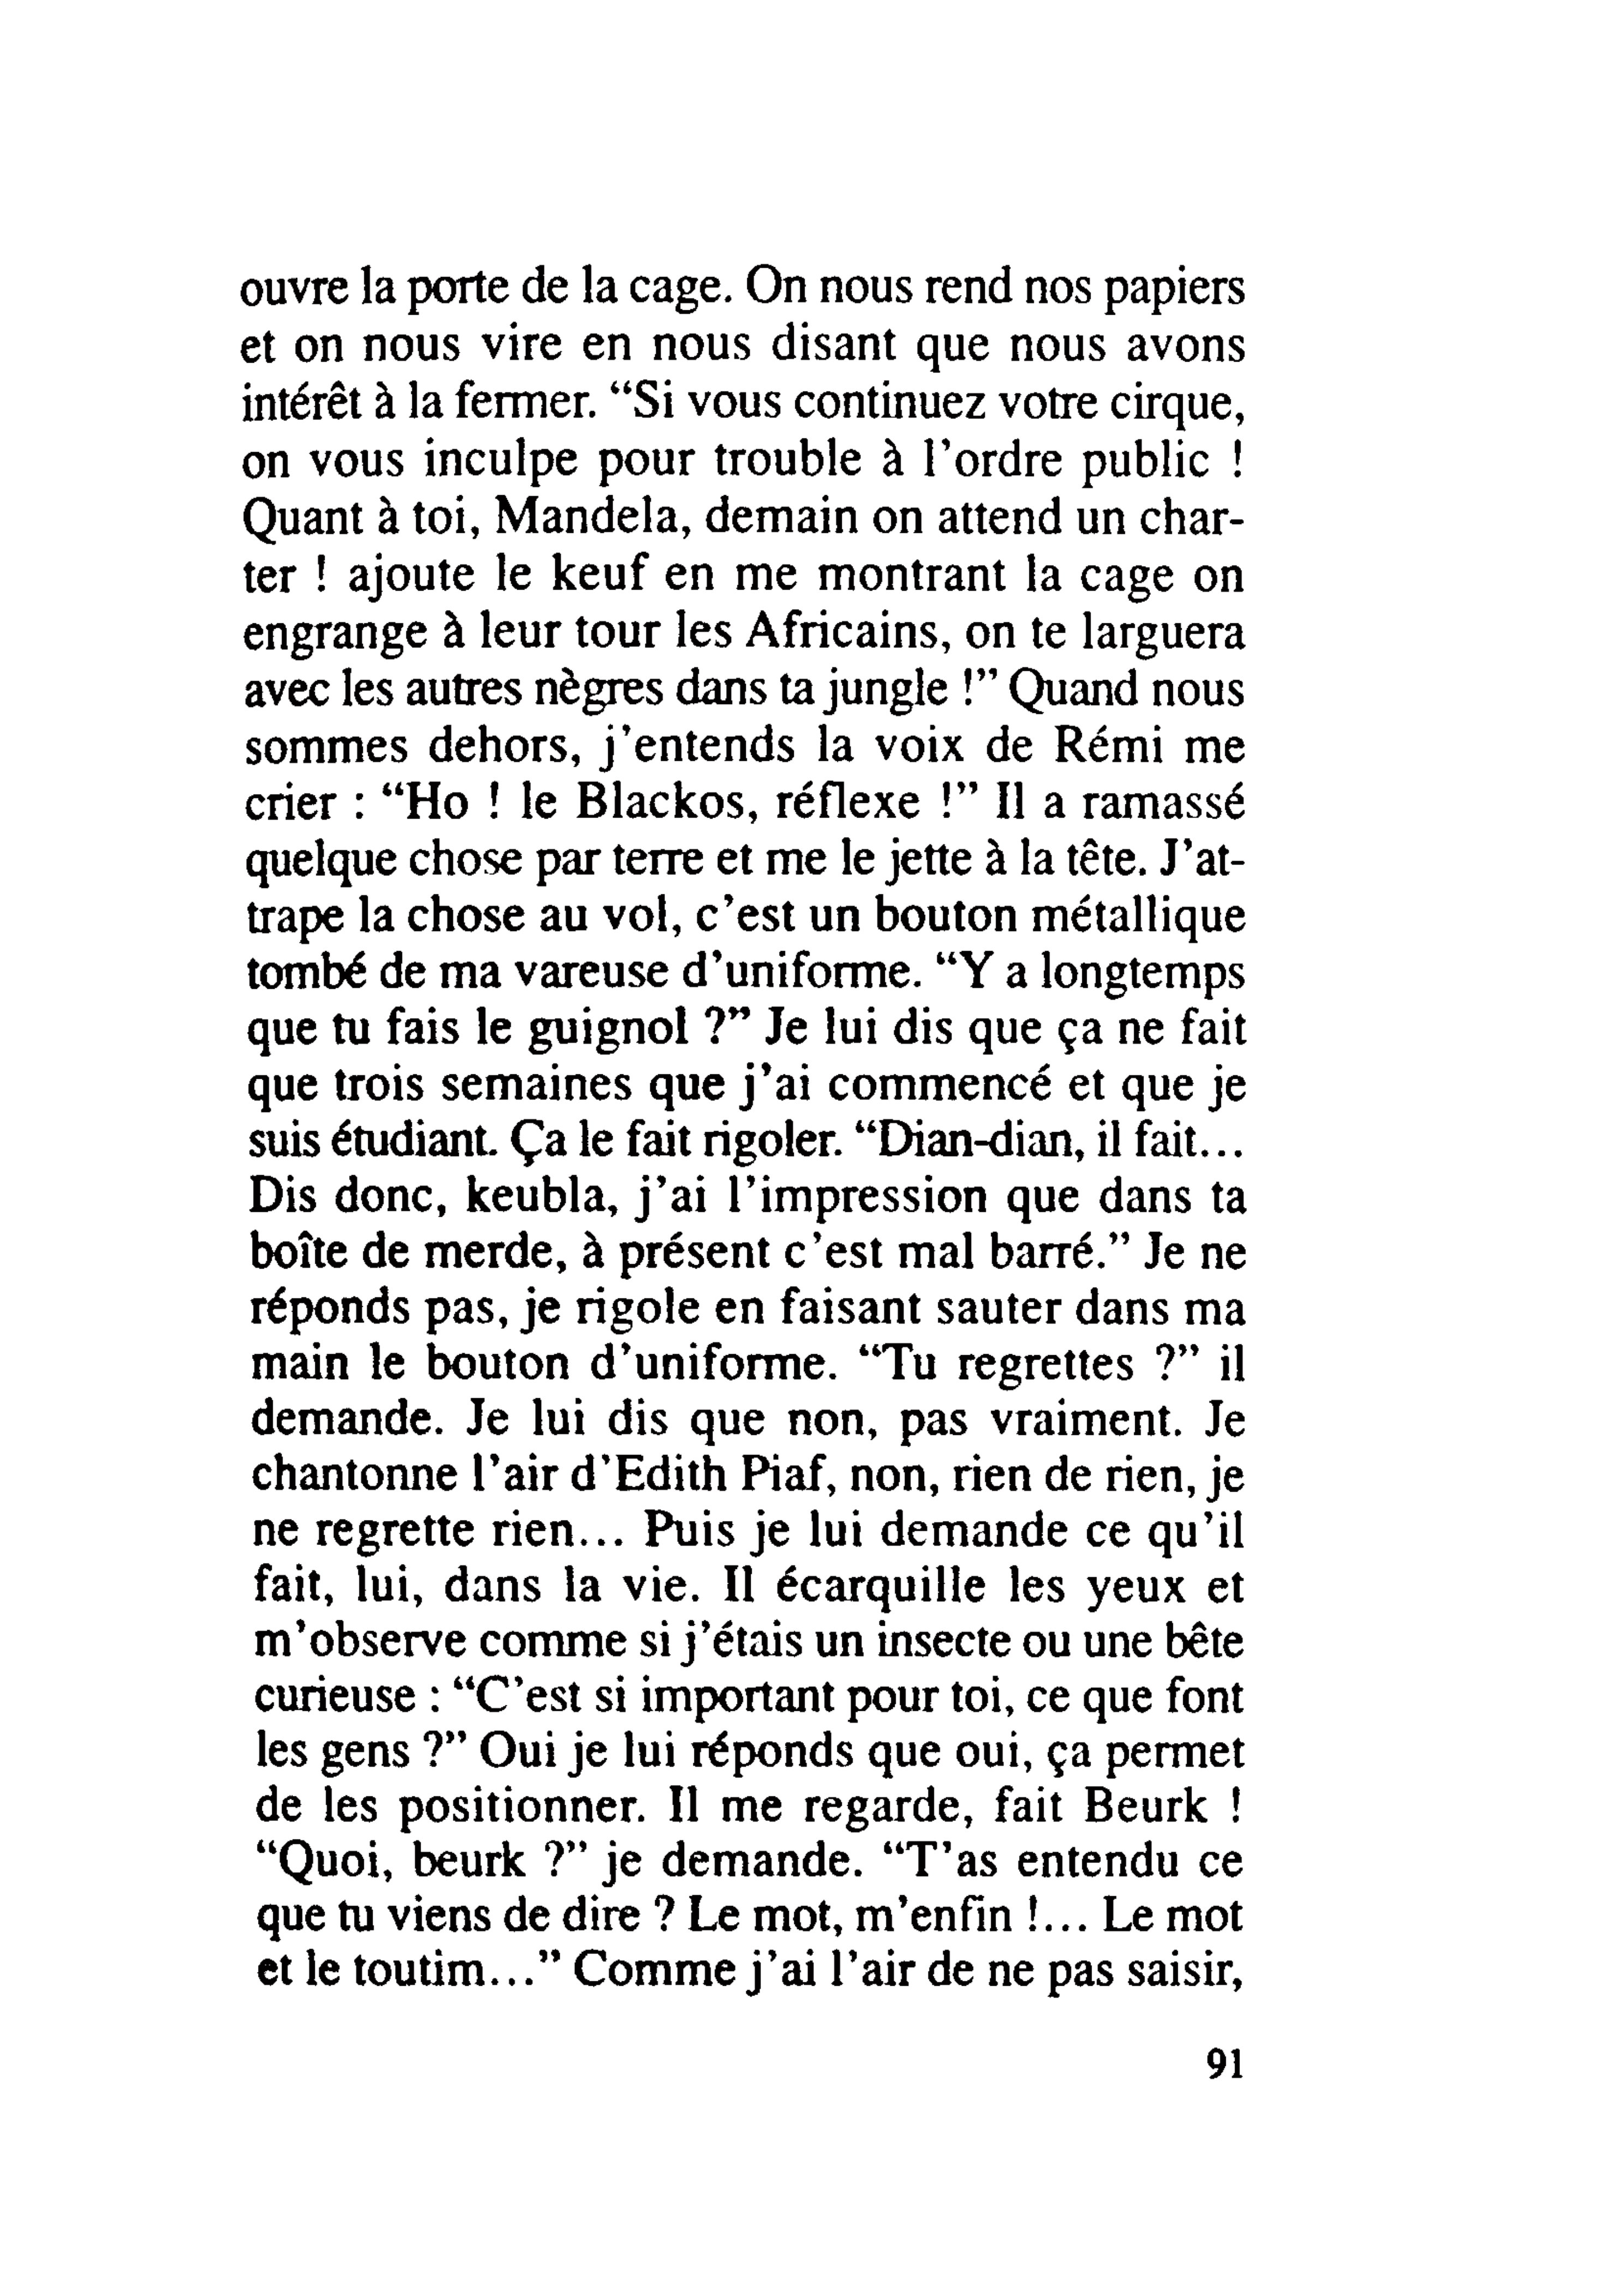 ouvre la porte de la cage. On nous rend nos papiers
et on nous vire en nous disant que nous avons
intérêt à la fermer. “Si vous continuez votre cirque,
on vous inculpe pour trouble à l’ordre public !
Quant à toi, Mandela, demain on attend un char-
ter ! ajoute le keuf en me montrant la cage on
engrange à leur tour les Africains, on te larguera
avec les autres nègres dans ta jungle !” Quand nous
sommes dehors, j’entends la voix de Rémi me
crier : “Ho ! le Blackos, réflexe !” Il a ramassé
quelque chose par terre et me le jette à la tête. J’at-
trape la chose au vol, c’est un bouton métallique
tombé de ma vareuse d’uniforme. “Y a longtemps
que tu fais le guignol ?” Je lui dis que ça ne fait
que trois semaines que j’ai commencé et que je
suis étudiant. Ça le fait rigoler. “Dian-dian, il fait...
Dis donc, keubla, j’ai l’impression que dans ta
boîte de merde, à présent c’est mal barré.” Je ne
réponds pas, je rigole en faisant sauter dans ma
main le bouton d’uniforme. “Tu regrettes ?” il
demande. Je lui dis que non, pas vraiment. Je
chantonne l’air d’Edith Piaf, non, rien de rien, je
ne regrette rien... Puis je lui demande ce qu’il
fait, lui, dans la vie. Il écarquille les yeux et
m’observe comme si j’étais un insecte ou une bête
curieuse : “C’est si important pour toi, ce que font
les gens ?” Oui je lui réponds que oui, ça permet
de les positionner. Il me regarde, fait Beurk !
“Quoi, beurk ?” je demande. “T’as entendu ce
que tu viens de dire ? Le mot, m’enfin !... Le mot
et le toutim...” Comme j’ai l’air de ne pas saisir,
91